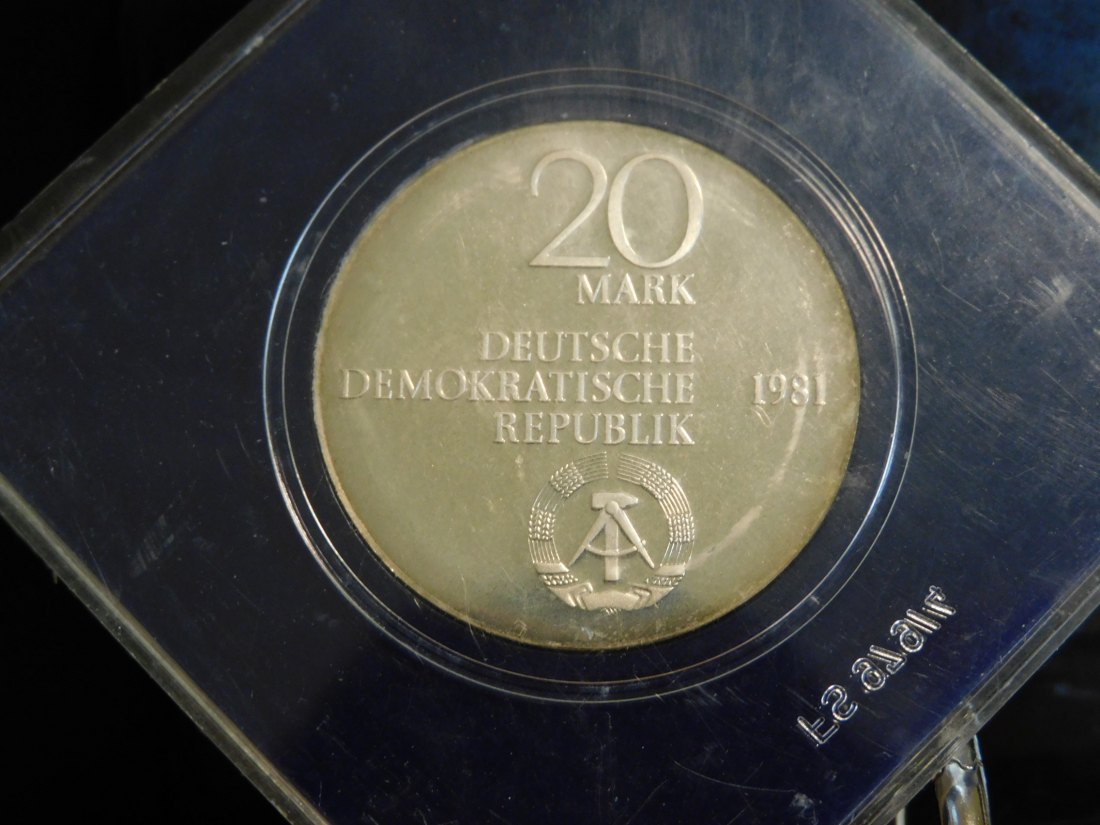 20
MARK
DEUTSCHE
DEMOKRATISCHE
REPUBLIK
1981